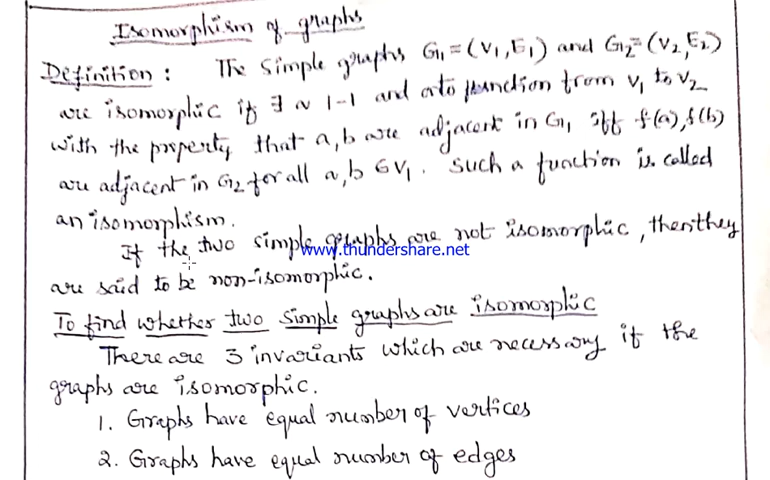 Isomorphism of graphs
Definition : The simple graphs G1=(V1,E1) and G2=(V2,E2)
are isomorphic if ∃ a 1-1 and onto function from V1 to V2
with the property that a,b are adjacent in G1 iff f(a),f(b)
are adjacent in G2 for all a,b ∈ V1. Such a function is called
an isomorphism.
If the two simple graphs are not isomorphic, then they
www.thundershare.net
are said to be non-isomorphic.
To find whether two simple graphs are isomorphic
There are 3 invariants which are necessary if the
graphs are isomorphic.
1. Graphs have equal number of vertices
2. Graphs have equal number of edges